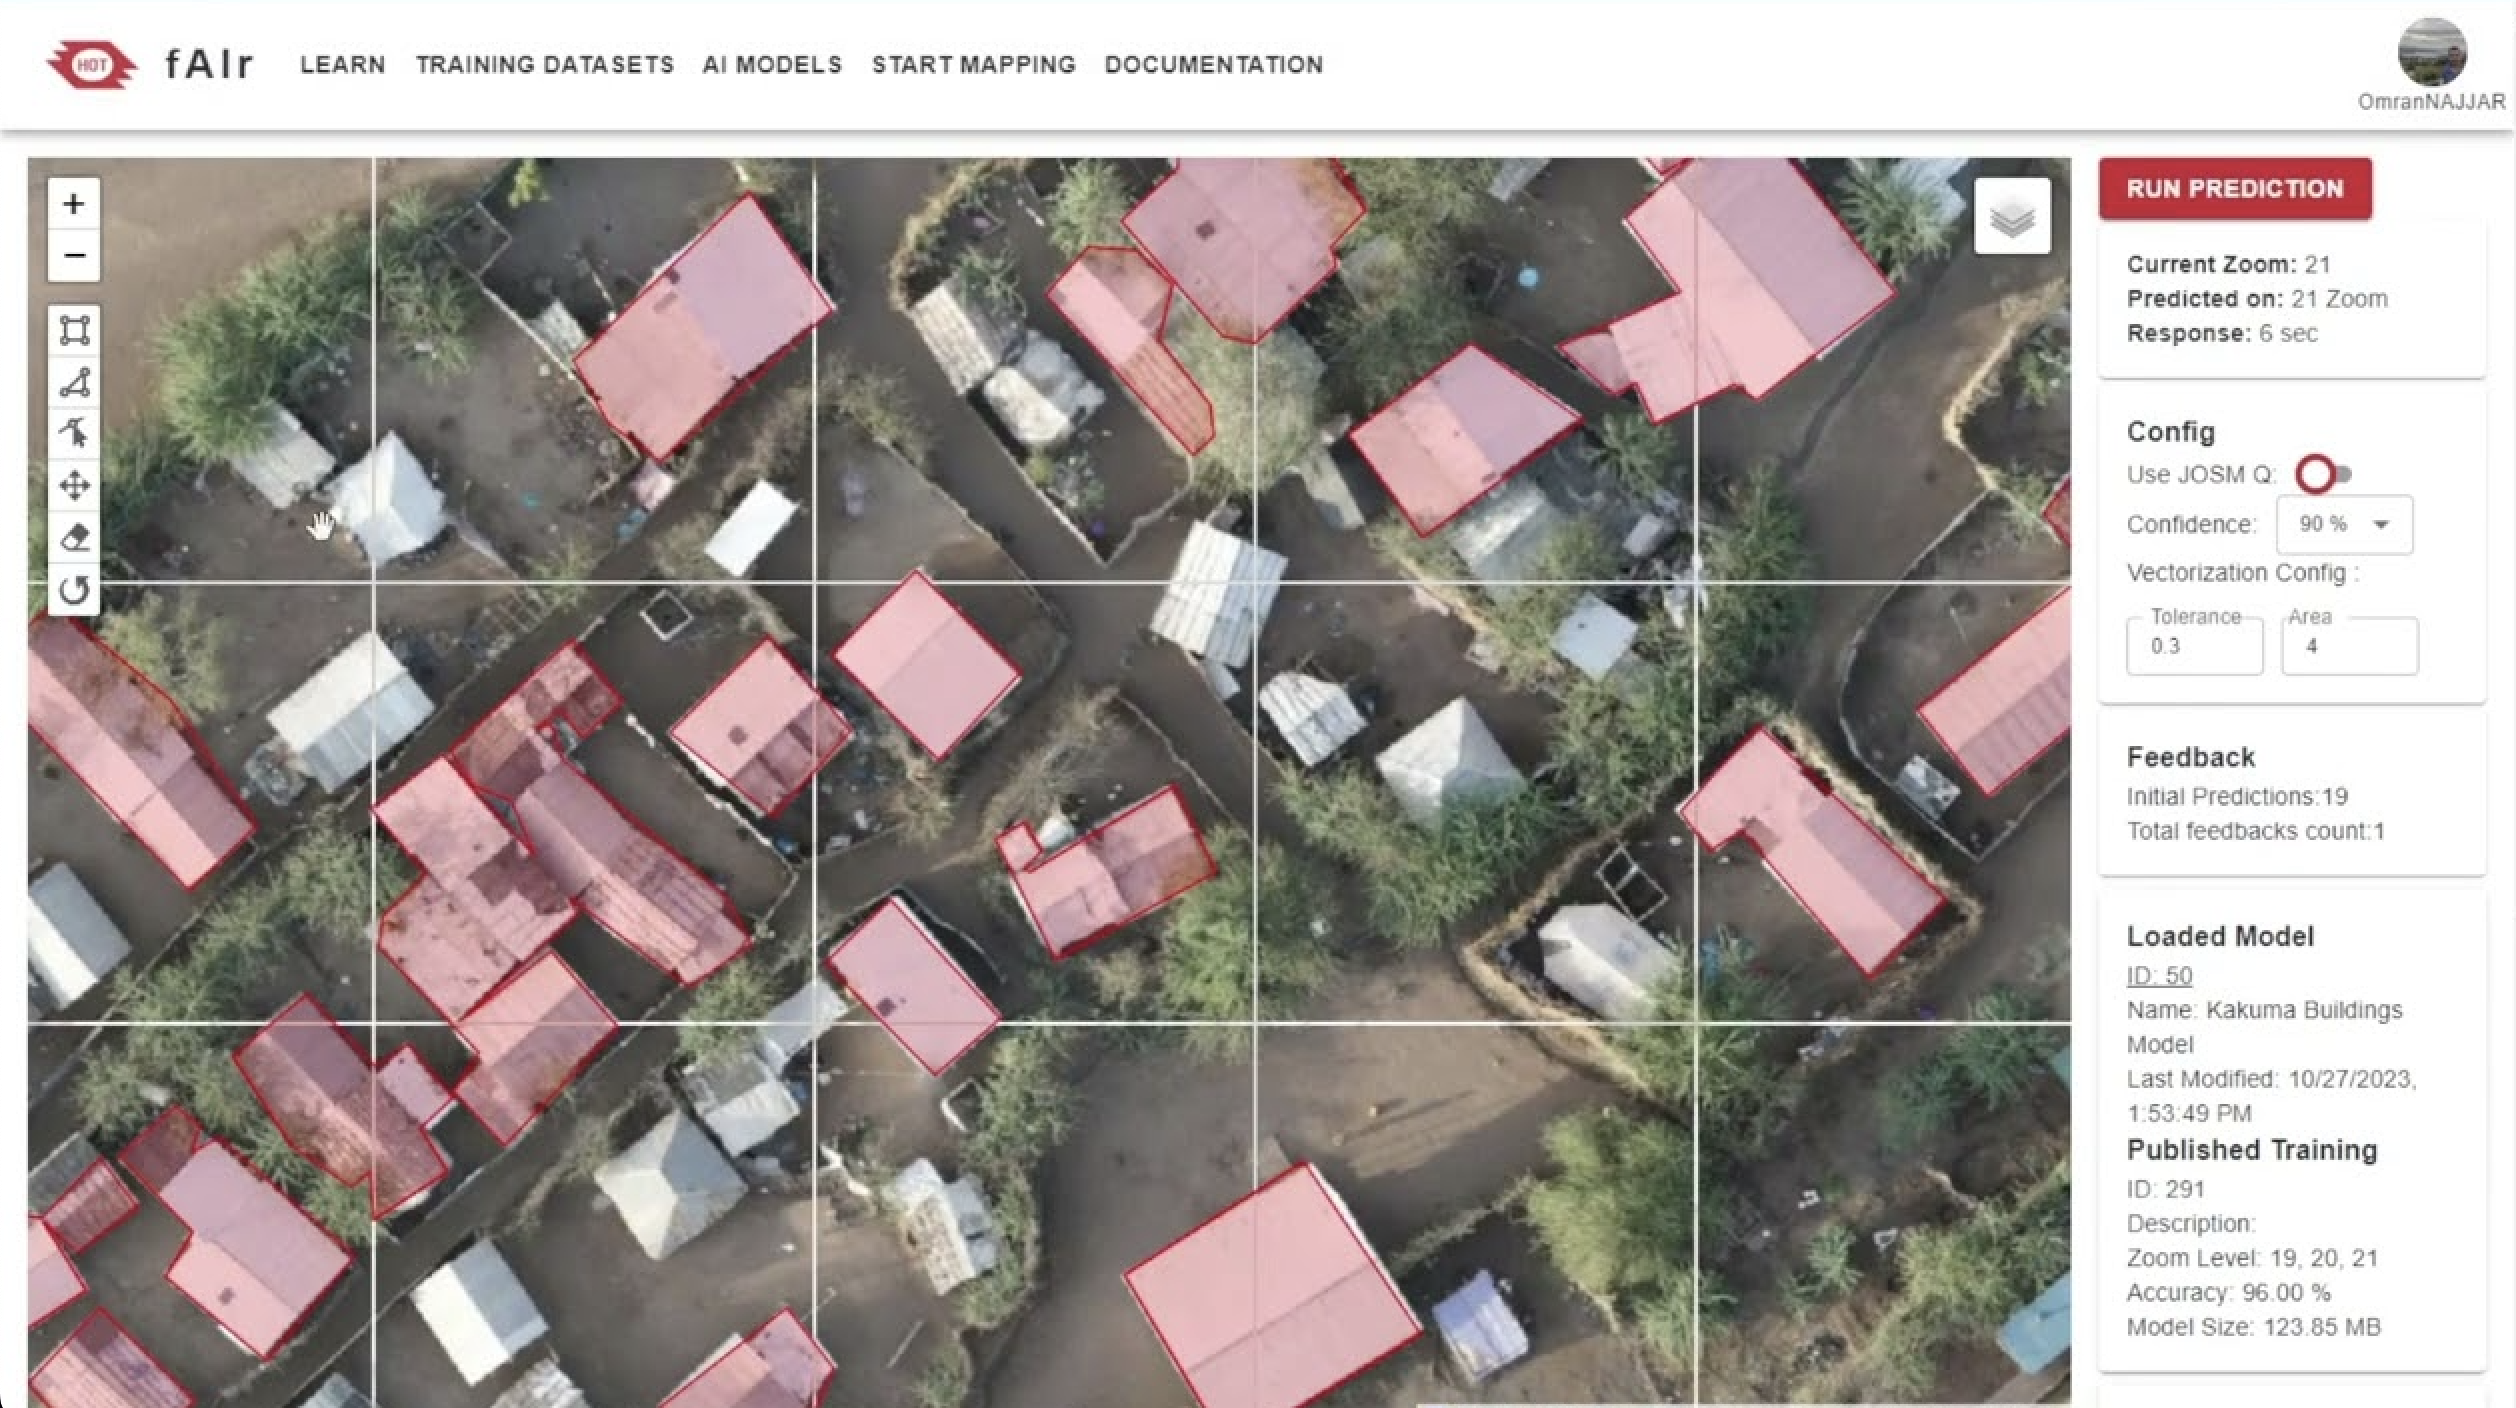 HOT
fAIr
LEARN
TRAINING DATASETS
AI MODELS
START MAPPING
DOCUMENTATION
OmranNAJJAR
+
−
RUN PREDICTION
Current Zoom: 21
Predicted on: 21 Zoom
Response: 6 sec
Config
Use JOSM Q:
Confidence: 90 %
Vectorization Config :
Tolerance
0.3
Area
4
Feedback
Initial Predictions:19
Total feedbacks count:1
Loaded Model
ID: 50
Name: Kakuma Buildings
Model
Last Modified: 10/27/2023,
1:53:49 PM
Published Training
ID: 291
Description:
Zoom Level: 19, 20, 21
Accuracy: 96.00 %
Model Size: 123.85 MB